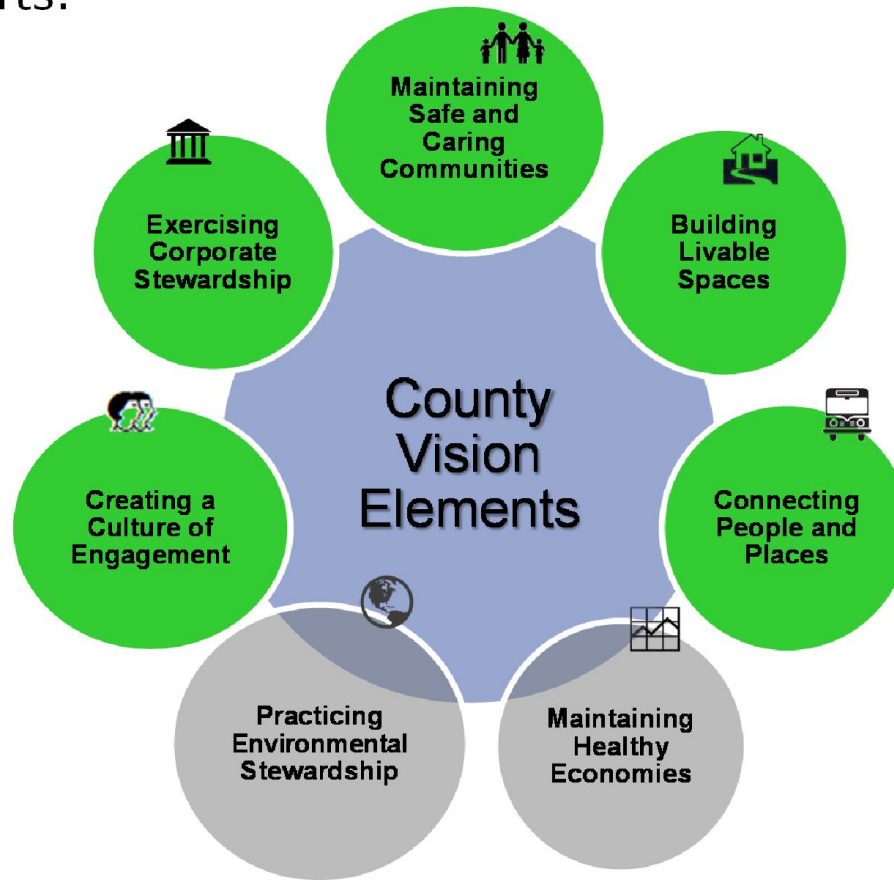 rts:
Maintaining
Safe and
Caring
Communities
Building
Livable
Spaces
Connecting
People and
Places
Maintaining
Healthy
Economies
Practicing
Environmental
Stewardship
Creating a
Culture of
Engagement
Exercising
Corporate
Stewardship
County
Vision
Elements